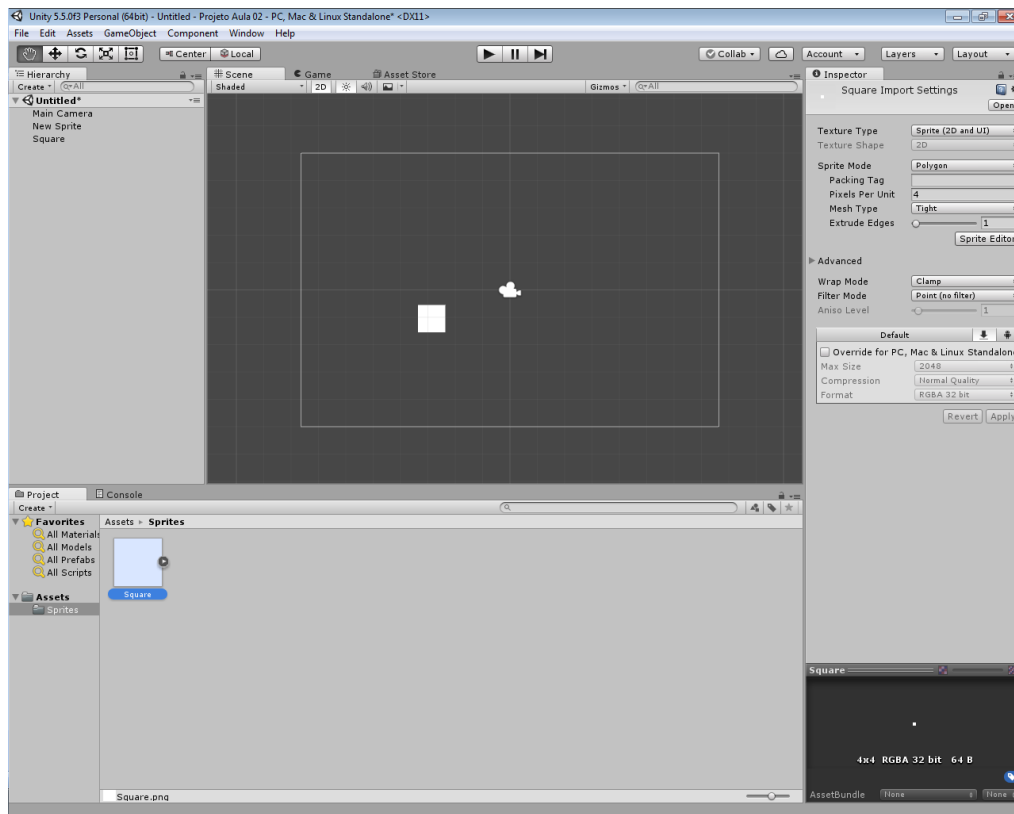 Unity 5.5.0f3 Personal (64bit) - Untitled - Projeto Aula 02 - PC, Mac & Linux Standalone* <DX11>
File Edit Assets GameObject Component Window Help
Center Local Collab Account Layers Layout
Hierarchy
Create All
Untitled*
Main Camera
New Sprite
Square
Scene Game Asset Store
Shaded 2D Gizmos All
Inspector
Square Import Settings
Open
Texture Type Sprite (2D and UI)
Texture Shape 2D
Sprite Mode Polygon
Packing Tag
Pixels Per Unit 4
Mesh Type Tight
Extrude Edges 1
Sprite Editor
Advanced
Wrap Mode Clamp
Filter Mode Point (no filter)
Aniso Level 1
Default
Override for PC, Mac & Linux Standalone
Max Size 2048
Compression Normal Quality
Format RGBA 32 bit
Revert Apply
Project Console
Create
Favorites
All Materials
All Models
All Prefabs
All Scripts
Assets
Sprites
Assets Sprites
Square
Square.png
Square
4x4 RGBA 32 bit 64 B
AssetBundle None None